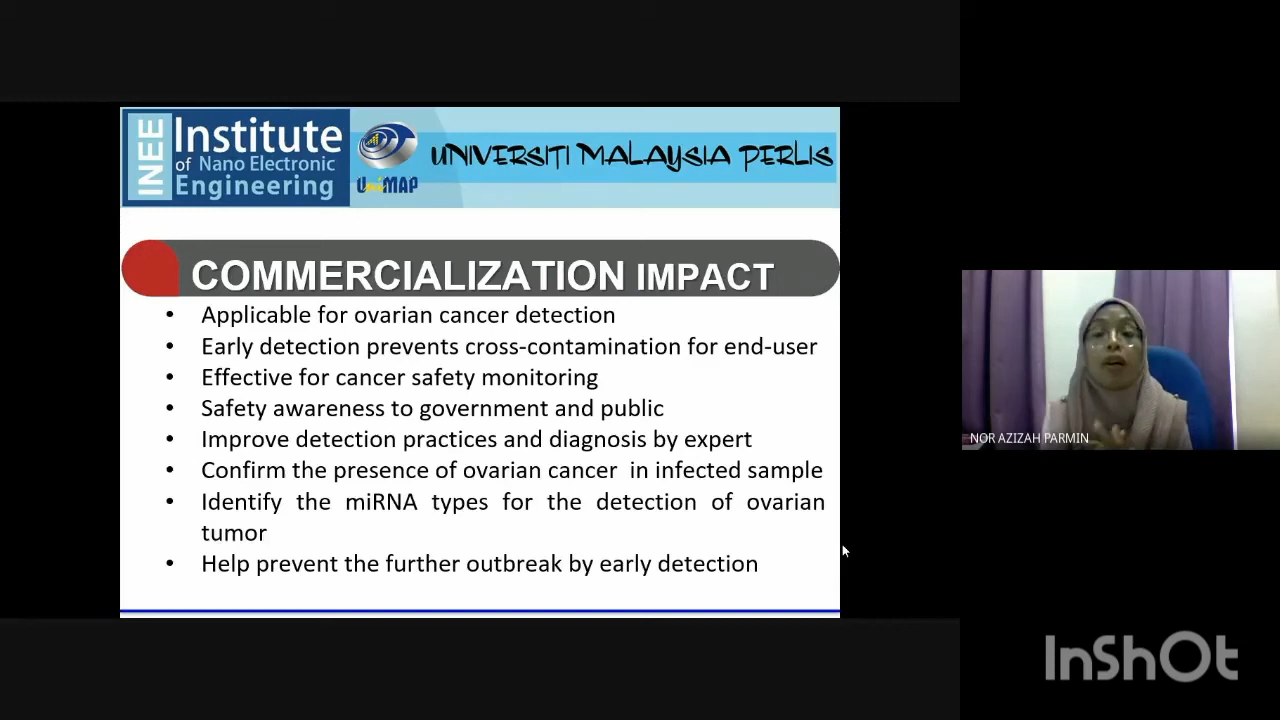 INEE
Institute
of Nano Electronic
Engineering
UniMAP
UNIVERSITI MALAYSIA PERLIS
COMMERCIALIZATION IMPACT
• Applicable for ovarian cancer detection
• Early detection prevents cross-contamination for end-user
• Effective for cancer safety monitoring
• Safety awareness to government and public
• Improve detection practices and diagnosis by expert
• Confirm the presence of ovarian cancer in infected sample
• Identify the miRNA types for the detection of ovarian
tumor
• Help prevent the further outbreak by early detection
NOR AZIZAH PARMIN
InShOt